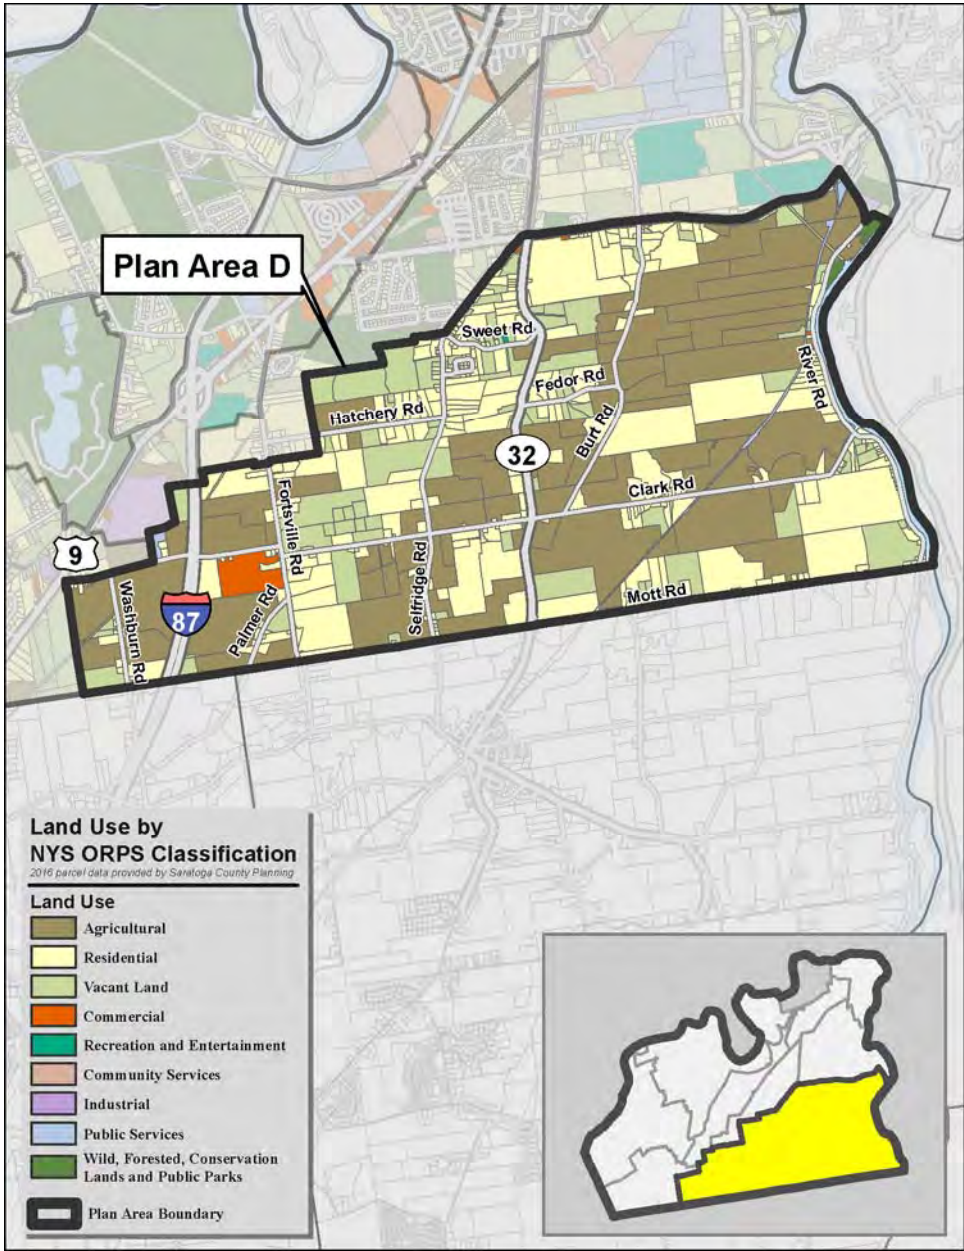 Plan Area D
Sweet Rd
Fedor Rd
River Rd
Hatchery Rd
Burt Rd
32
Clark Rd
Fortsville Rd
9
Selfridge Rd
Washburn Rd
87
Palmer Rd
Mott Rd
Land Use by
NYS ORPS Classification
2016 parcel data provided by Saratoga County Planning
Land Use
Agricultural
Residential
Vacant Land
Commercial
Recreation and Entertainment
Community Services
Industrial
Public Services
Wild, Forested, Conservation
Lands and Public Parks
Plan Area Boundary